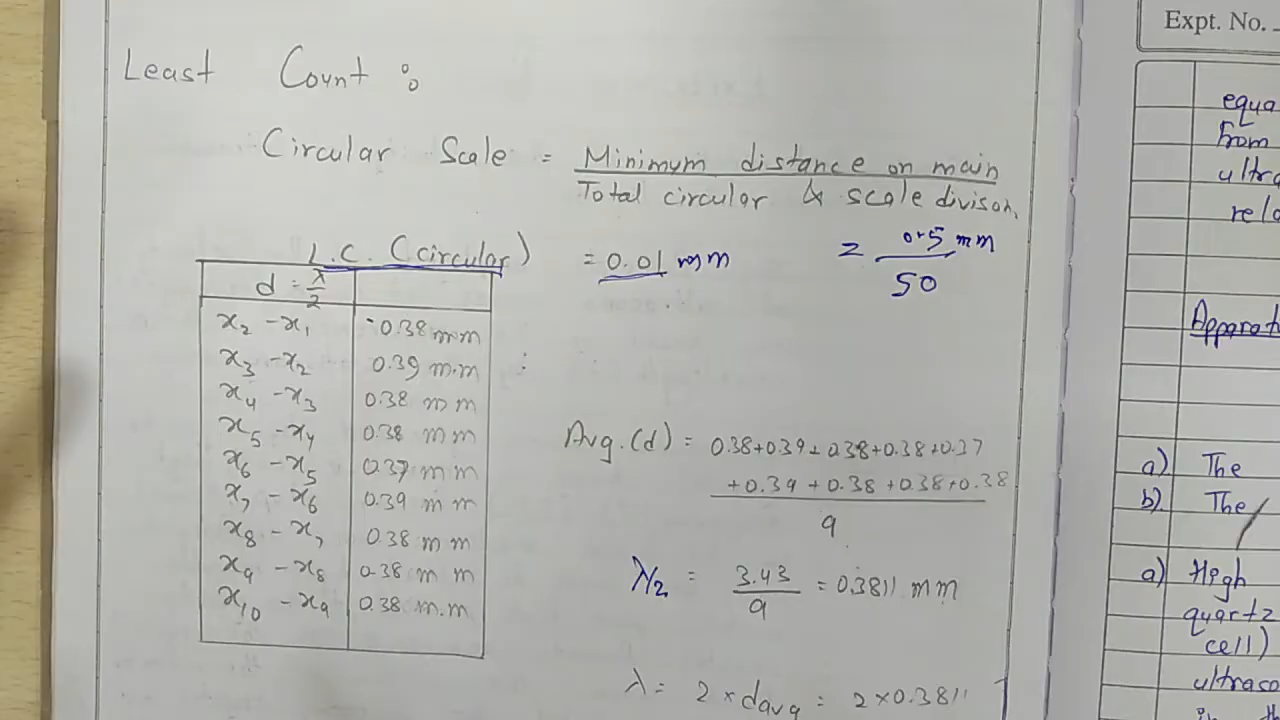 Least Count :
Circular Scale = Minimum distance on main
Total circular & scale divison.
L.C. (circular) = 0.01 mm = 0.5 mm
50
d = λ/2
x₂ - x₁ 0.38 mm
x₃ - x₂ 0.39 m.m
x₄ - x₃ 0.38 mm
x₅ - x₄ 0.38 mm
x₆ - x₅ 0.37 mm
x₇ - x₆ 0.39 mm
x₈ - x₇ 0.38 mm
x₉ - x₈ 0.38 m m
x₁₀ - x₉ 0.38 m.m
Avg.(d) = 0.38+0.39+0.38+0.38+0.37
+0.39+0.38+0.38+0.38
9
λ/2 = 3.43
9
= 0.3811 mm
λ = 2 × davg = 2 × 0.3811
Expt. No.
from
a) The
b) The
a) High
quartz
cell)